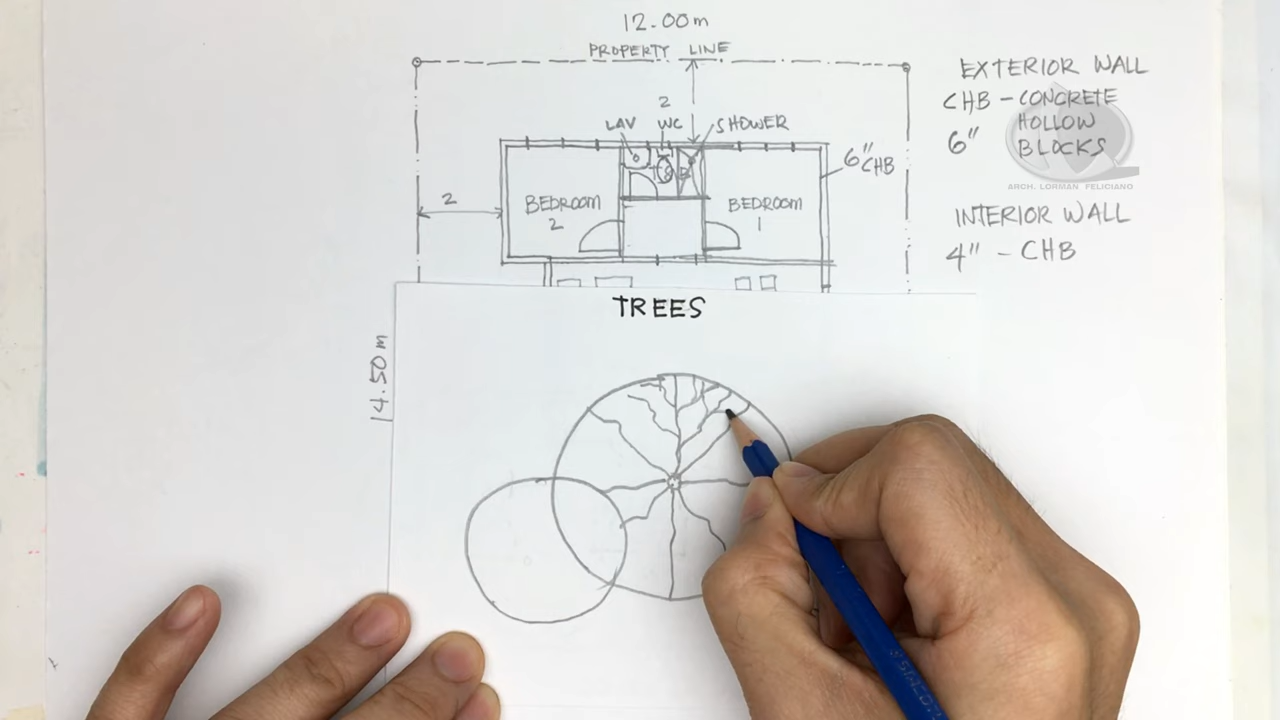 12.00m
PROPERTY LINE
EXTERIOR WALL
CHB - CONCRETE
HOLLOW
6" BLOCKS
ARCH. LORMAN FELICIANO
2
LAV WC SHOWER
6" CHB
BEDROOM
2
BEDROOM
1
2
INTERIOR WALL
4" - CHB
TREES
14.50m